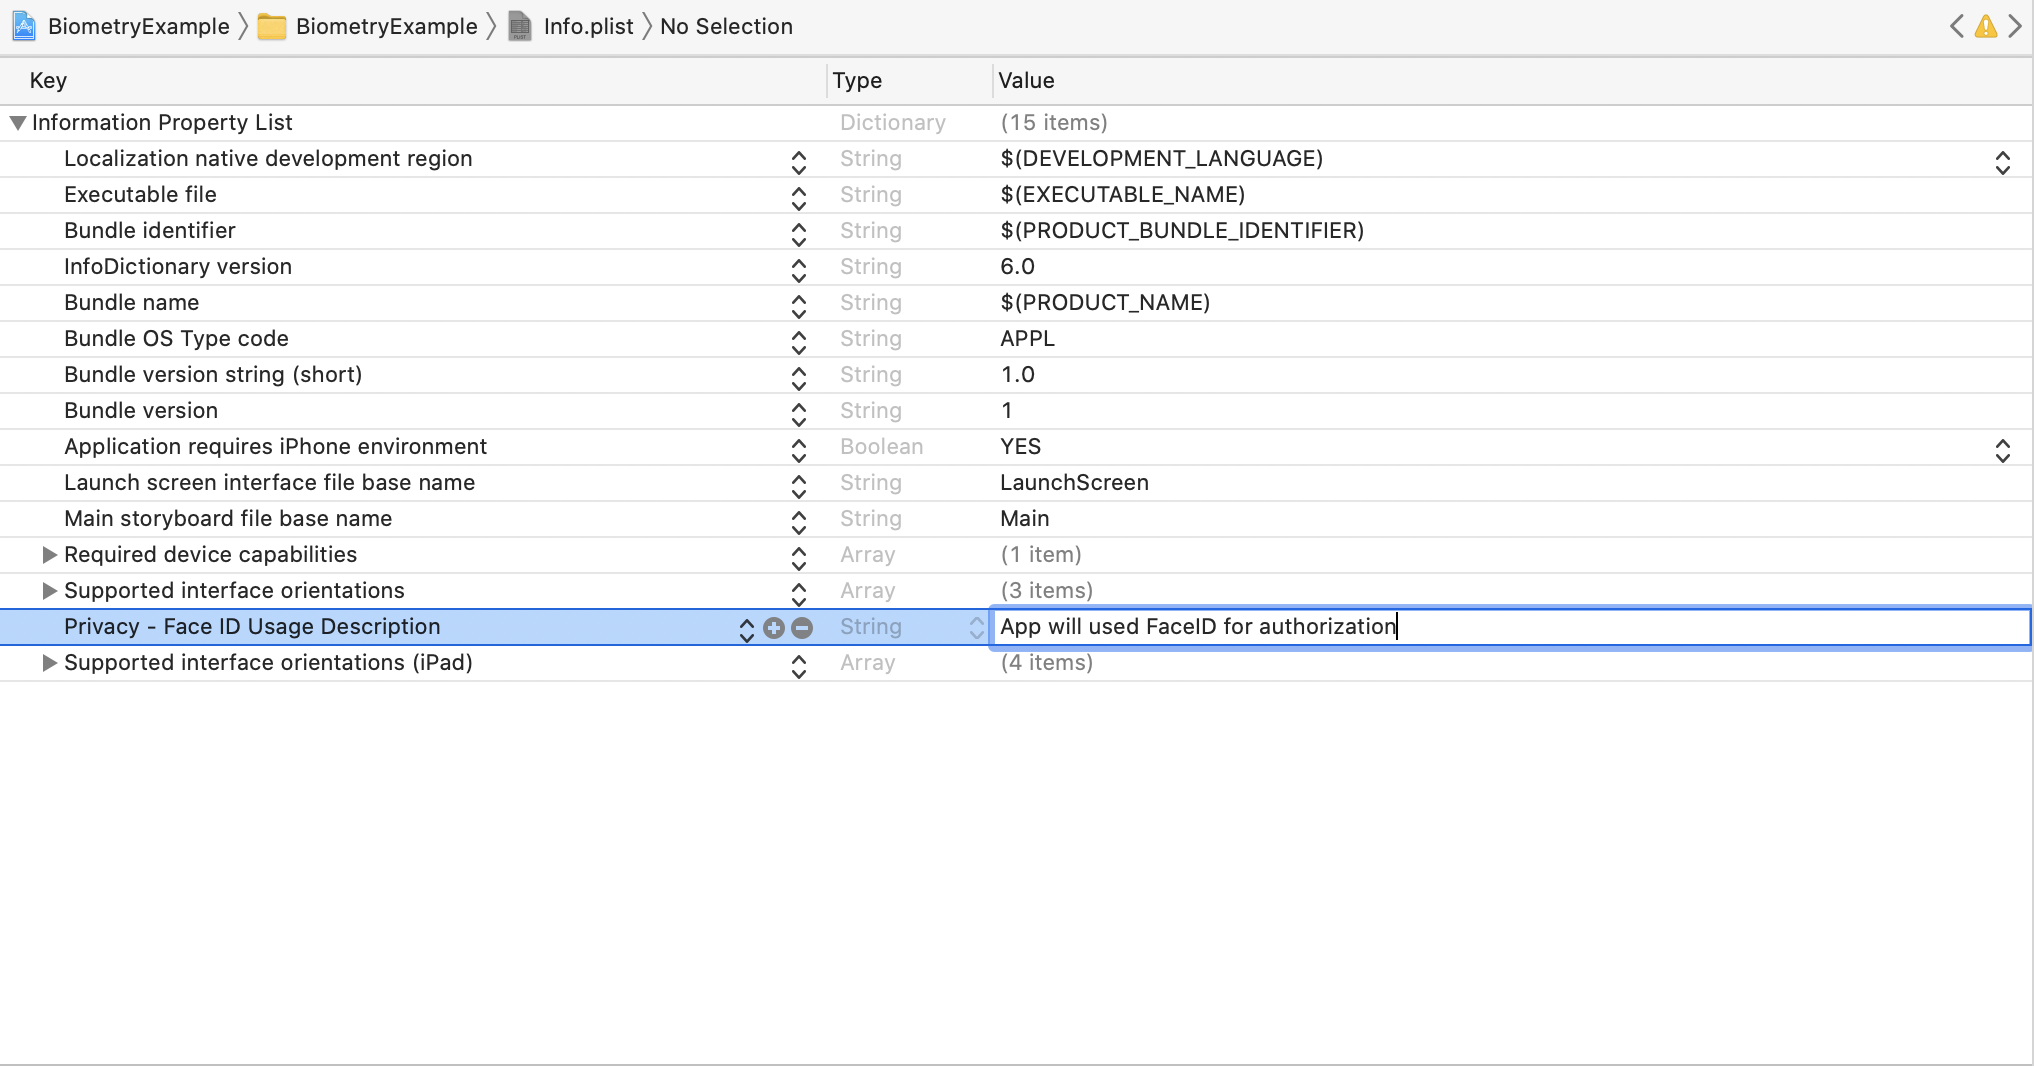 BiometryExample BiometryExample Info.plist No Selection
Key Type Value
Information Property List Dictionary (15 items)
Localization native development region String $(DEVELOPMENT_LANGUAGE)
Executable file String $(EXECUTABLE_NAME)
Bundle identifier String $(PRODUCT_BUNDLE_IDENTIFIER)
InfoDictionary version String 6.0
Bundle name String $(PRODUCT_NAME)
Bundle OS Type code String APPL
Bundle version string (short) String 1.0
Bundle version String 1
Application requires iPhone environment Boolean YES
Launch screen interface file base name String LaunchScreen
Main storyboard file base name String Main
Required device capabilities Array (1 item)
Supported interface orientations Array (3 items)
Privacy - Face ID Usage Description String App will used FaceID for authorization
Supported interface orientations (iPad) Array (4 items)